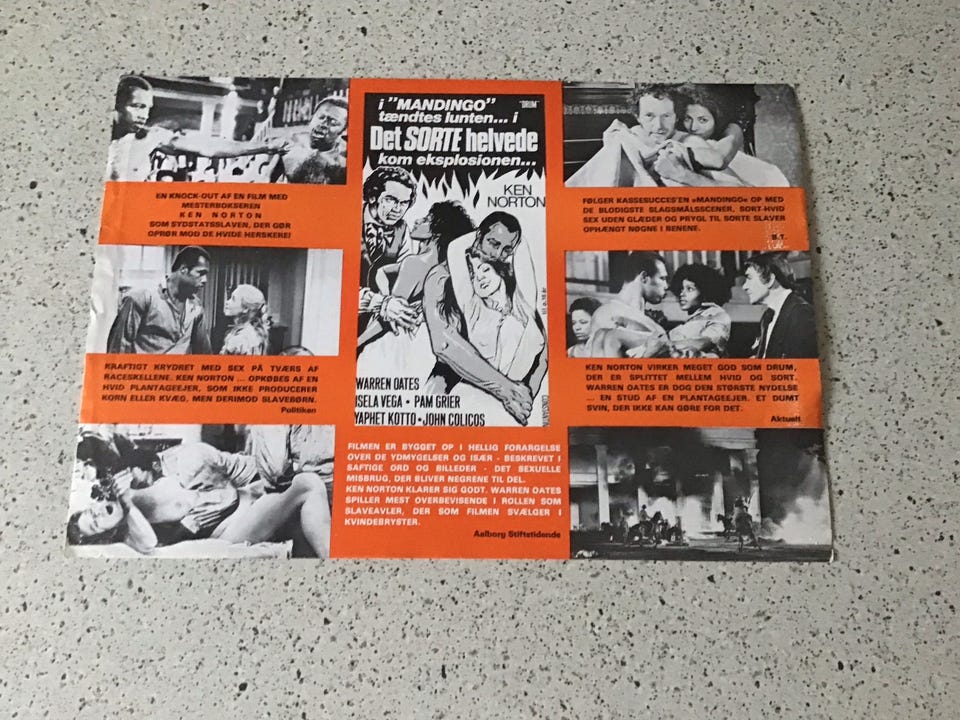 EN KNOCK-OUT AF EN FILM MED
MESTERBOKSEREN
KEN NORTON
SOM SYDSTATSSLAVEN, DER GØR
OPRØR MOD DE HVIDE HERSKERE!
KRAFTIGT KRYDRET MED SEX PÅ TVÆRS AF
RACESKELLENE. KEN NORTON ... OPKØBES AF EN
HVID PLANTAGEEJER, SOM IKKE PRODUCERER
KORN ELLER KVÆG, MEN DERIMOD SLAVEBØRN.
Politiken
i "MANDINGO" "DRUM"
tændtes lunten... i
Det SORTE helvede
kom eksplosionen...
KEN
NORTON
WARREN OATES
ISELA VEGA • PAM GRIER
YAPHET KOTTO • JOHN COLICOS
FILMEN ER BYGGET OP I HELLIG FORARGELSE
OVER DE YDMYGELSER OG ISÆR - BESKREVET I
SAFTIGE ORD OG BILLEDER - DET SEXUELLE
MISBRUG, DER BLIVER NEGRENE TIL DEL.
KEN NORTON KLARER SIG GODT. WARREN OATES
SPILLER MEST OVERBEVISENDE I ROLLEN SOM
SLAVEAVLER, DER SOM FILMEN SVÆLGER I
KVINDEBRYSTER.
Aalborg Stiftstidende
FØLGER KASSESUCCES'EN »MANDINGO« OP MED
DE BLODIGSTE SLAGSMÅLSSCENER, SORT-HVID
SEX UDEN GLÆDER OG PRYGL TIL SORTE SLAVER
OPHÆNGT NØGNE I BENENE.
B.T.
KEN NORTON VIRKER MEGET GOD SOM DRUM,
DER ER SPLITTET MELLEM HVID OG SORT.
WARREN OATES ER DOG DEN STØRSTE NYDELSE
... EN STUD AF EN PLANTAGEEJER. ET DUMT
SVIN, DER IKKE KAN GØRE FOR DET.
Aktuelt